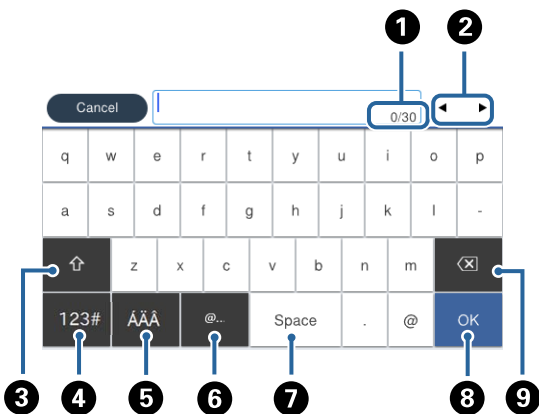 1 2
Cancel 0/30
q w e r t y u i o p
a s d f g h j k l -
z x c v b n m
123# ÁÄÂ @... Space . @ OK
3 4 5 6 7 8 9